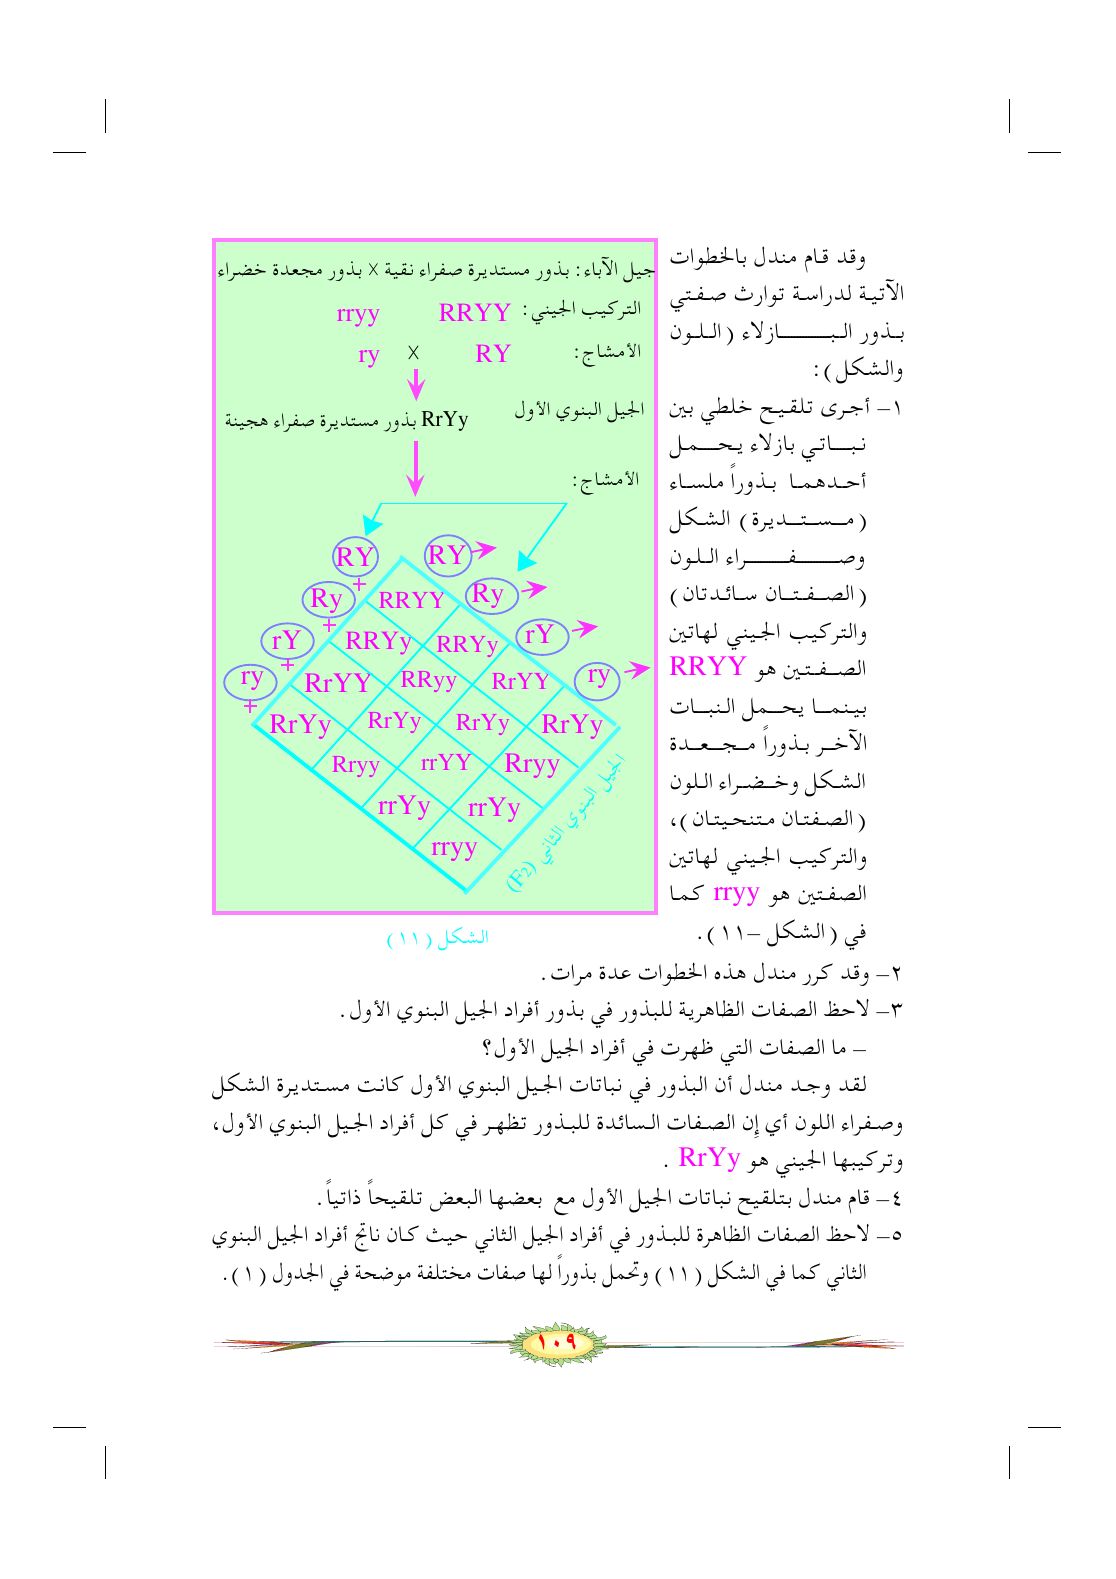 وقد قام مندل بالخطوات
الآتية لدراسة توارث صفتي
بذور البازلاء (اللون
والشكل):
١– أجرى تلقيح خلطي بين
نباتي بازلاء يحمل
أحدهما بذوراً ملساء
(مستديرة) الشكل
وصفراء اللون
(الصفتان سائدتان)
والتركيب الجيني لهاتين
الصفتين هو RRYY
بينما يحمل النبات
الآخر بذوراً مجعدة
الشكل وخضراء اللون
(الصفتان متنحيتان)،
والتركيب الجيني لهاتين
الصفتين هو rryy كما
في (الشكل –١١).
جيل الآباء: بذور مستديرة صفراء نقية X بذور مجعدة خضراء
التركيب الجيني: RRYY rryy
الأمشاج: RY X ry
الجيل البنوي الأول RrYy بذور مستديرة صفراء هجينة
الأمشاج:
RY RY
Ry RRYY Ry
rY RRYy RRYy rY
ry RrYY RRyy RrYY ry
RrYy RrYy RrYy RrYy
Rryy rrYY Rryy
rrYy rrYy
rryy
الجيل البنوي الثاني (F2)
الشكل (١١)
٢– وقد كرر مندل هذه الخطوات عدة مرات.
٣– لاحظ الصفات الظاهرية للبذور في بذور أفراد الجيل البنوي الأول.
– ما الصفات التي ظهرت في أفراد الجيل الأول؟
لقد وجد مندل أن البذور في نباتات الجيل البنوي الأول كانت مستديرة الشكل
وصفراء اللون أي إن الصفات السائدة للبذور تظهر في كل أفراد الجيل البنوي الأول،
وتركيبها الجيني هو RrYy .
٤– قام مندل بتلقيح نباتات الجيل الأول مع بعضها البعض تلقيحاً ذاتياً.
٥– لاحظ الصفات الظاهرة للبذور في أفراد الجيل الثاني حيث كان ناتج أفراد الجيل البنوي
الثاني كما في الشكل (١١) وتحمل بذوراً لها صفات مختلفة موضحة في الجدول (١).
١٠٩